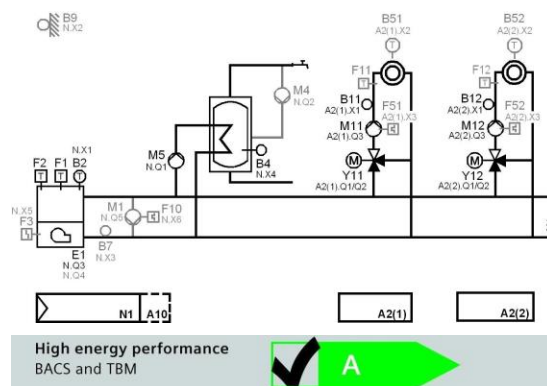 B9
N.X2
B51
A2(1).X2
T
B52
A2(2).X2
T
F11
T
F12
T
M4
N.Q2
B11
A2(1).X1
F51
A2(1).X3
B12
A2(2).X1
F52
A2(2).X3
M11
A2(1).Q3
M12
A2(2).Q3
M5
N.Q1
B4
N.X4
M
Y11
A2(1).Q1/Q2
M
Y12
A2(2).Q1/Q2
N.X1
F2 F1 B2
T T T
M1
N.Q5
F10
N.X6
N.X5
F3
B7
N.X3
E1
N.Q3
N.Q4
N1 A10
A2(1)
A2(2)
High energy performance
BACS and TBM
A